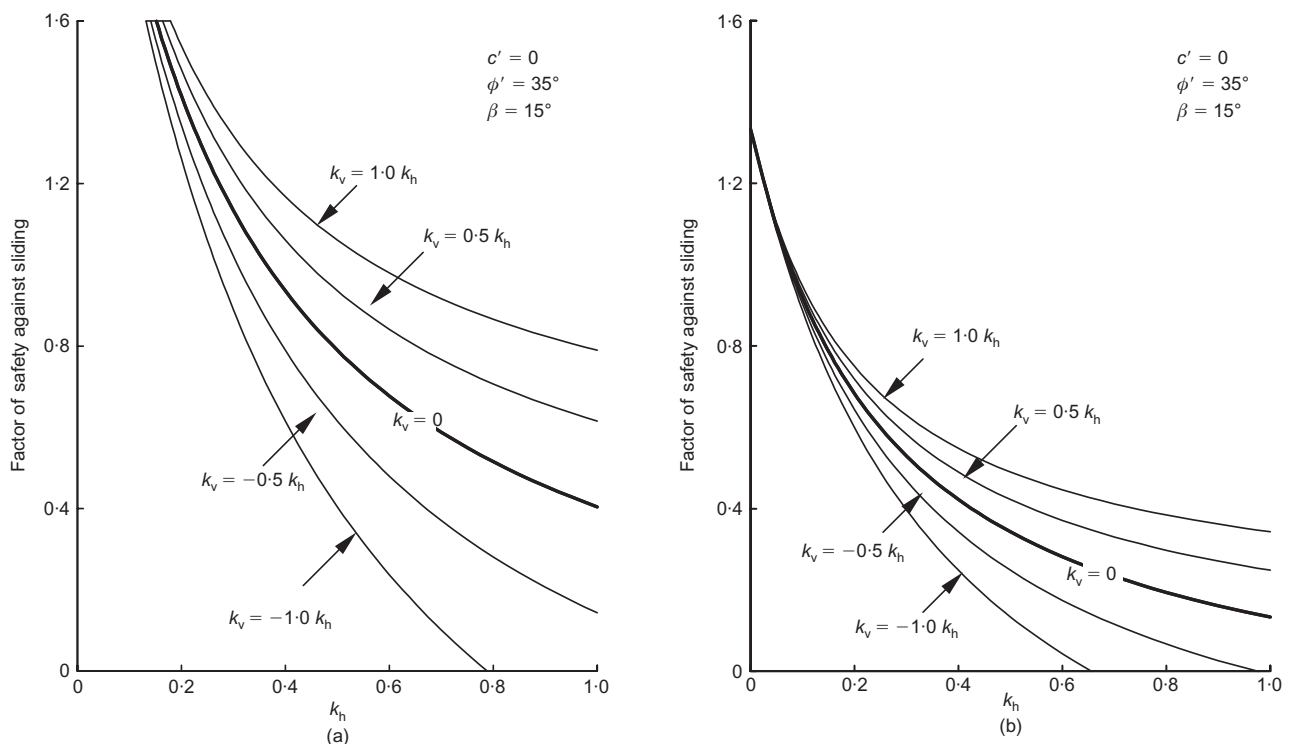 1·6
1·2
0·8
0·4
0
0
0·2
0·4
0·6
0·8
1·0
Factor of safety against sliding
k_h
(a)
c′ = 0
ϕ′ = 35°
β = 15°
k_v = 1·0 k_h
k_v = 0·5 k_h
k_v = 0
k_v = −0·5 k_h
k_v = −1·0 k_h
1·6
1·2
0·8
0·4
0
0
0·2
0·4
0·6
0·8
1·0
Factor of safety against sliding
k_h
(b)
c′ = 0
ϕ′ = 35°
β = 15°
k_v = 1·0 k_h
k_v = 0·5 k_h
k_v = −0·5 k_h
k_v = 0
k_v = −1·0 k_h